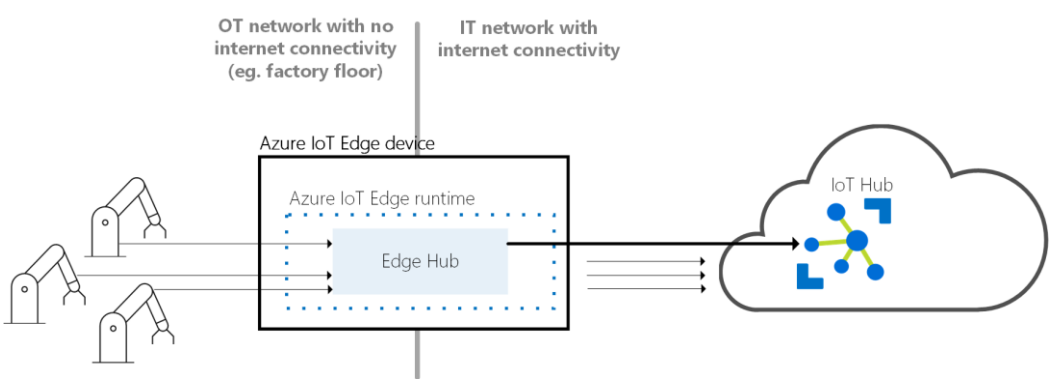 OT network with no
internet connectivity
(eg. factory floor)
IT network with
internet connectivity
Azure IoT Edge device
Azure IoT Edge runtime
Edge Hub
IoT Hub